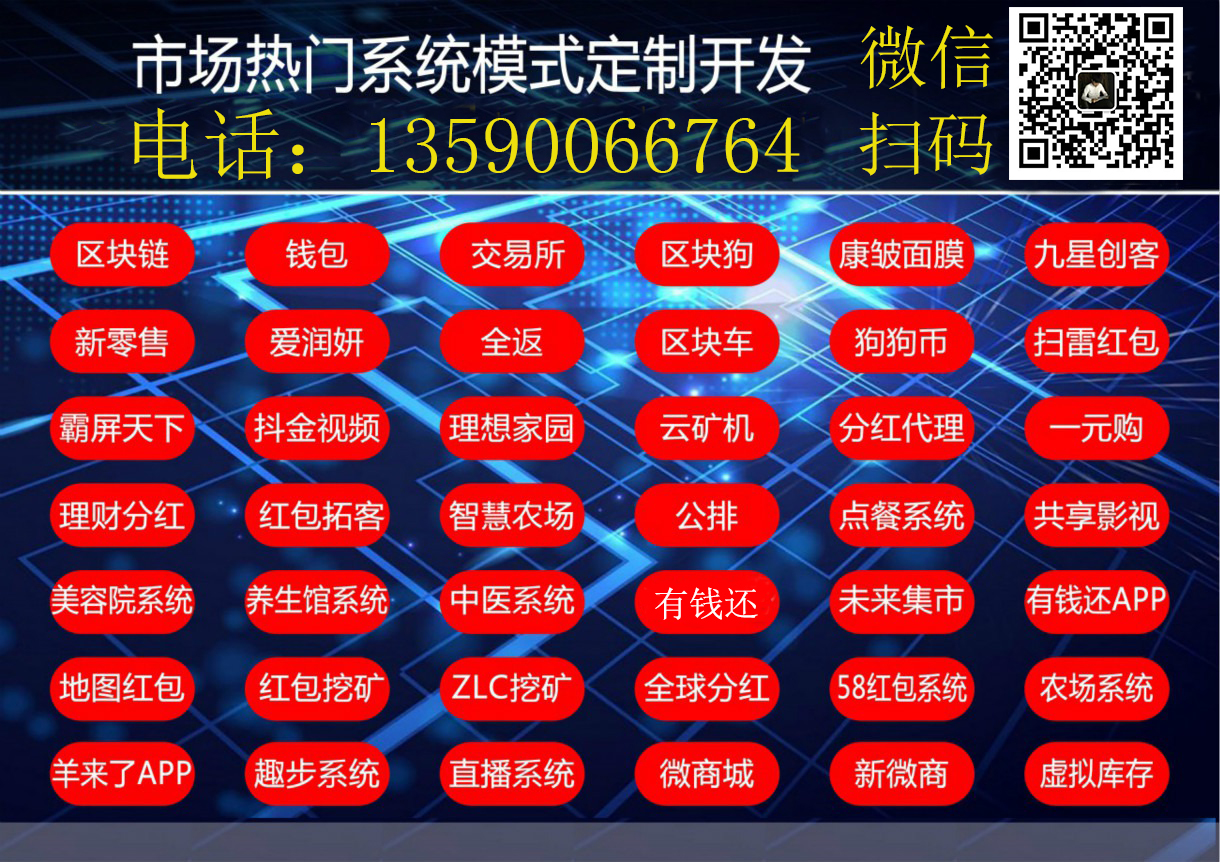 市场热门系统模式定制开发
微信
电话：13590066764
扫码
区块链 钱包 交易所 区块狗 康皱面膜 九星创客
新零售 爱润妍 全返 区块车 狗狗币 扫雷红包
霸屏天下 抖金视频 理想家园 云矿机 分红代理 一元购
理财分红 红包拓客 智慧农场 公排 点餐系统 共享影视
美容院系统 养生馆系统 中医系统 有钱还 未来集市 有钱还APP
地图红包 红包挖矿 ZLC挖矿 全球分红 58红包系统 农场系统
羊来了APP 趣步系统 直播系统 微商城 新微商 虚拟库存